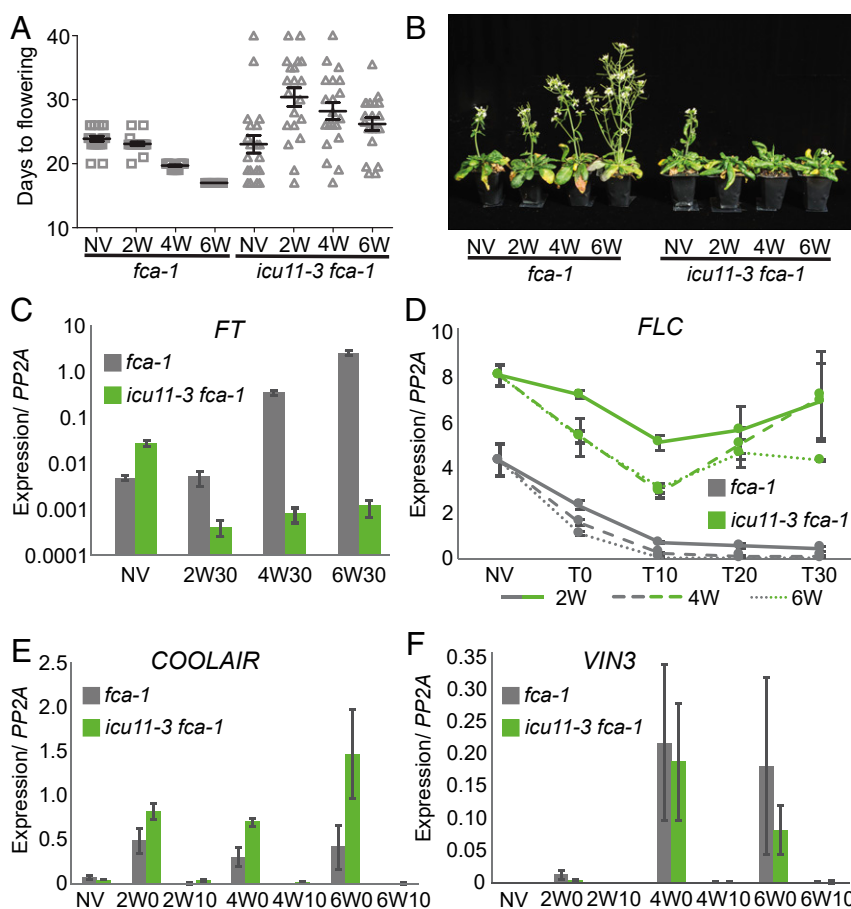 A
Days to flowering
40
30
20
10
NV 2W 4W 6W NV 2W 4W 6W
fca-1 icu11-3 fca-1
B
NV 2W 4W 6W NV 2W 4W 6W
fca-1 icu11-3 fca-1
C
FT
Expression/ PP2A
10
1.0
0.1
0.01
0.001
0.0001
fca-1
icu11-3 fca-1
NV 2W30 4W30 6W30
D
FLC
Expression/ PP2A
10
8
6
4
2
0
fca-1
icu11-3 fca-1
NV T0 T10 T20 T30
2W 4W 6W
E
COOLAIR
Expression/ PP2A
2.5
2.0
1.5
1.0
0.5
0
fca-1
icu11-3 fca-1
NV 2W0 2W10 4W0 4W10 6W0 6W10
F
VIN3
Expression/ PP2A
0.35
0.30
0.25
0.20
0.15
0.10
0.05
0
fca-1
icu11-3 fca-1
NV 2W0 2W10 4W0 4W10 6W0 6W10